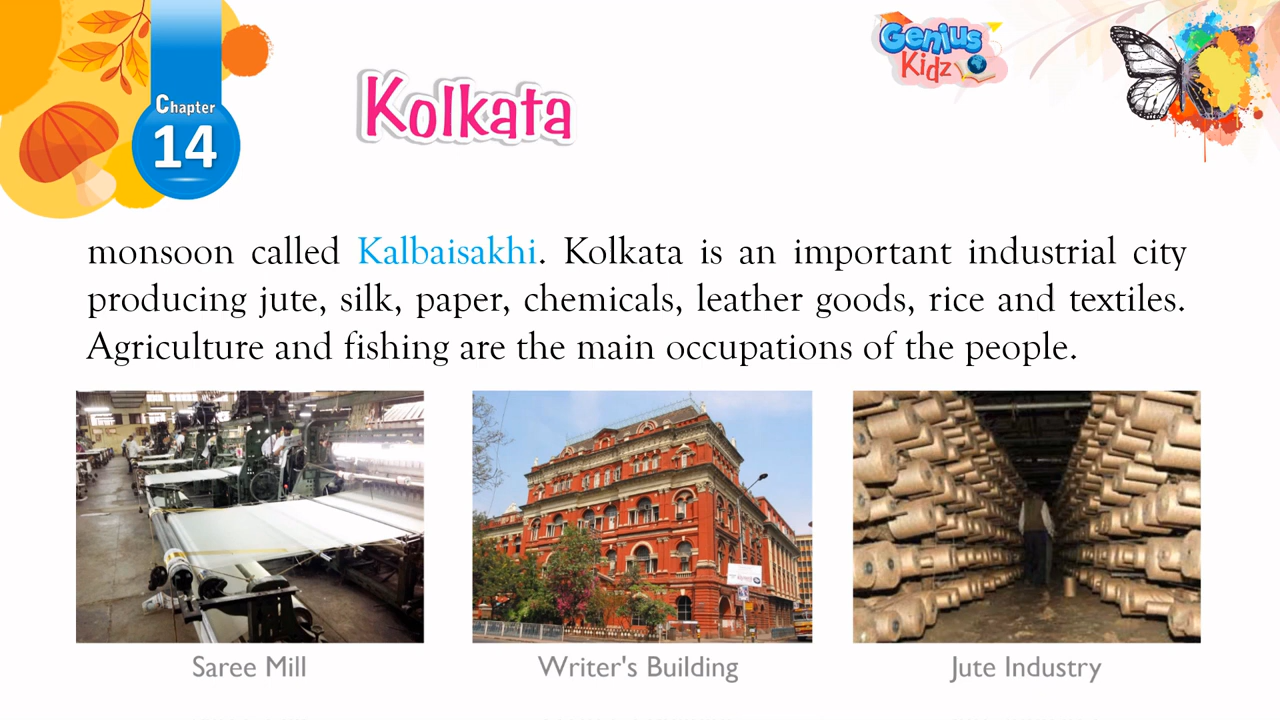 Chapter
14
Genius
Kidz
Kolkata
monsoon called Kalbaisakhi. Kolkata is an important industrial city
producing jute, silk, paper, chemicals, leather goods, rice and textiles.
Agriculture and fishing are the main occupations of the people.
Saree Mill
Writer's Building
Jute Industry